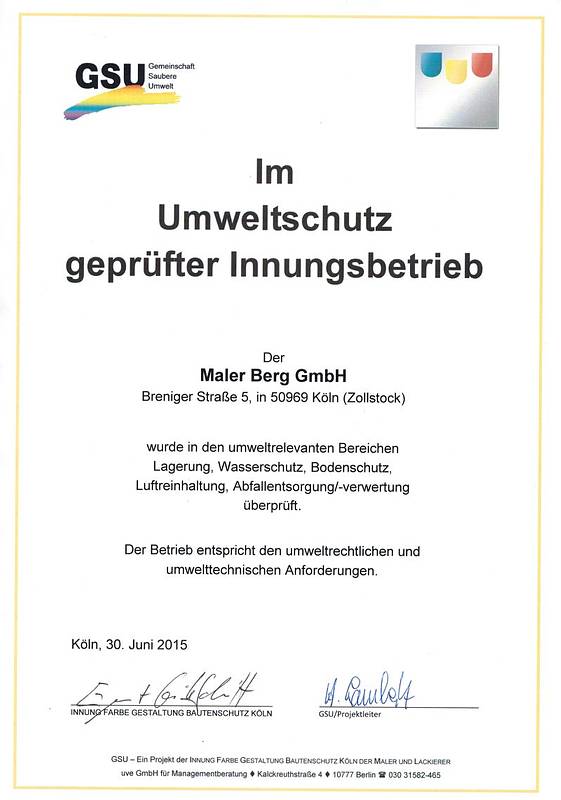 GSU Gemeinschaft
Saubere
Umwelt
Im
Umweltschutz
geprüfter Innungsbetrieb
Der
Maler Berg GmbH
Breniger Straße 5, in 50969 Köln (Zollstock)
wurde in den umweltrelevanten Bereichen
Lagerung, Wasserschutz, Bodenschutz,
Luftreinhaltung, Abfallentsorgung/-verwertung
überprüft.
Der Betrieb entspricht den umweltrechtlichen und
umwelttechnischen Anforderungen.
Köln, 30. Juni 2015
INNUNG FARBE GESTALTUNG BAUTENSCHUTZ KÖLN
GSU/Projektleiter
GSU – Ein Projekt der INNUNG FARBE GESTALTUNG BAUTENSCHUTZ KÖLN DER MALER UND LACKIERER
uve GmbH für Managementberatung ♦ Kalckreuthstraße 4 ♦ 10777 Berlin ☎ 030 31582-465